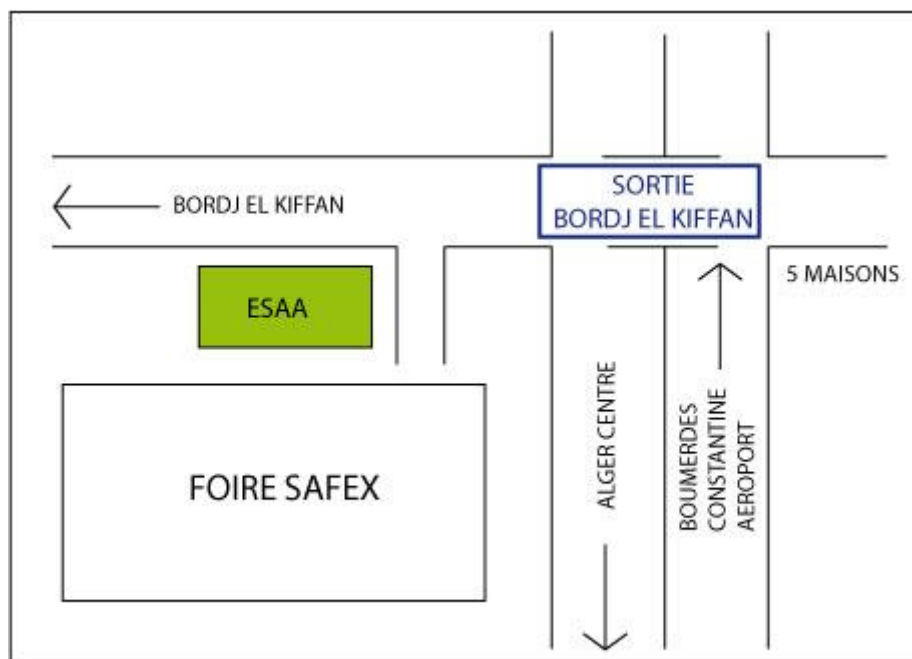 SORTIE
BORDJ EL KIFFAN
BORDJ EL KIFFAN
5 MAISONS
ESAA
FOIRE SAFEX
ALGER CENTRE
BOUMERDES
CONSTANTINE
AEROPORT